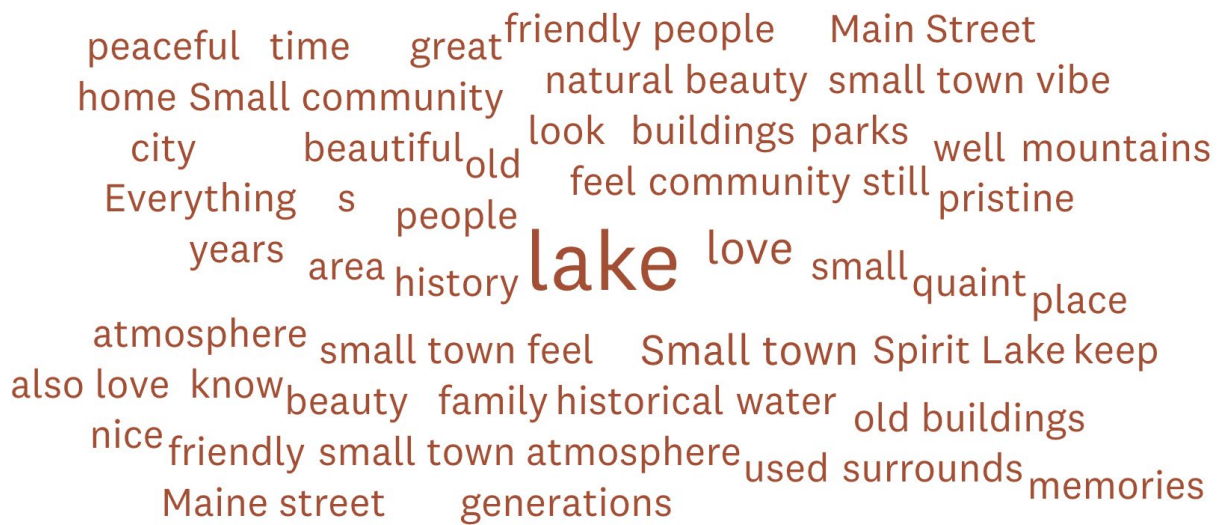 peaceful time great friendly people Main Street
home Small community natural beauty small town vibe
city beautiful old look buildings parks well mountains
Everything s people feel community still pristine
years area history lake love small quaint place
atmosphere small town feel Small town Spirit Lake keep
also love know beauty family historical water old buildings
nice friendly small town atmosphere used surrounds memories
Maine street generations